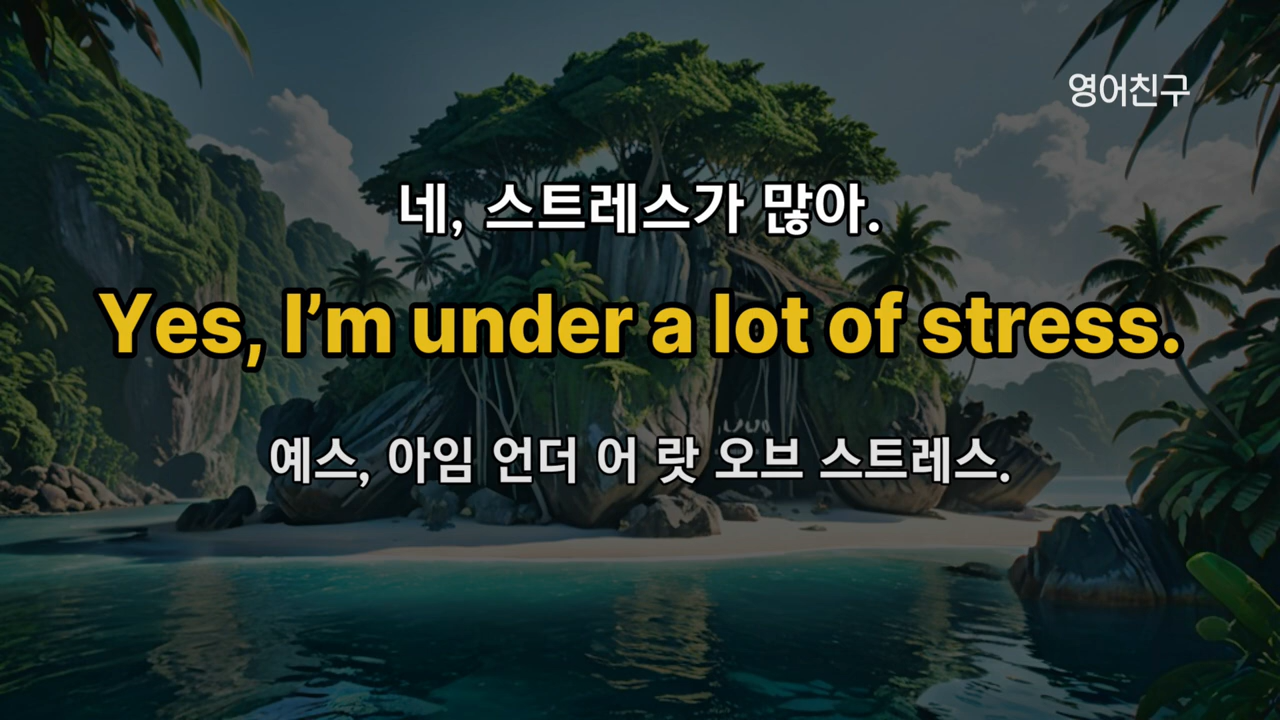 영어친구
네, 스트레스가 많아.
Yes, I'm under a lot of stress.
예스, 아임 언더 어 랏 오브 스트레스.